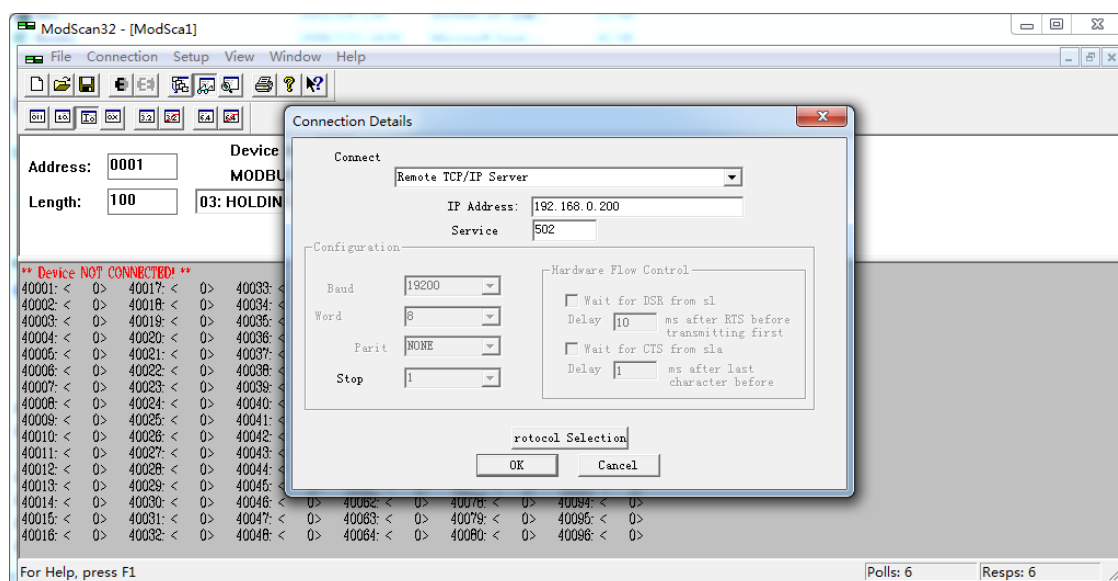 ModScan32 - [ModSca1]
File Connection Setup View Window Help
Address: 0001
Device
MODBU
Length: 100
03: HOLDIN
Connection Details
Connect
Remote TCP/IP Server
IP Address: 192.168.0.200
Service 502
Configuration
Baud 19200
Word 8
Parit NONE
Stop 1
Hardware Flow Control
Wait for DSR from sl
Delay 10 ms after RTS before
transmitting first
Wait for CTS from sla
Delay 1 ms after last
character before
rotocol Selection
OK Cancel
** Device NOT CONNECTED! **
40001: < 0> 40017: < 0> 40033: <
40002: < 0> 40018: < 0> 40034: <
40003: < 0> 40019: < 0> 40035: <
40004: < 0> 40020: < 0> 40036: <
40005: < 0> 40021: < 0> 40037: <
40006: < 0> 40022: < 0> 40038: <
40007: < 0> 40023: < 0> 40039: <
40008: < 0> 40024: < 0> 40040: <
40009: < 0> 40025: < 0> 40041: <
40010: < 0> 40026: < 0> 40042: <
40011: < 0> 40027: < 0> 40043: <
40012: < 0> 40028: < 0> 40044: <
40013: < 0> 40029: < 0> 40045: <
40014: < 0> 40030: < 0> 40046: < 0> 40062: < 0> 40078: < 0> 40094: < 0>
40015: < 0> 40031: < 0> 40047: < 0> 40063: < 0> 40079: < 0> 40095: < 0>
40016: < 0> 40032: < 0> 40048: < 0> 40064: < 0> 40080: < 0> 40096: < 0>
For Help, press F1
Polls: 6
Resps: 6